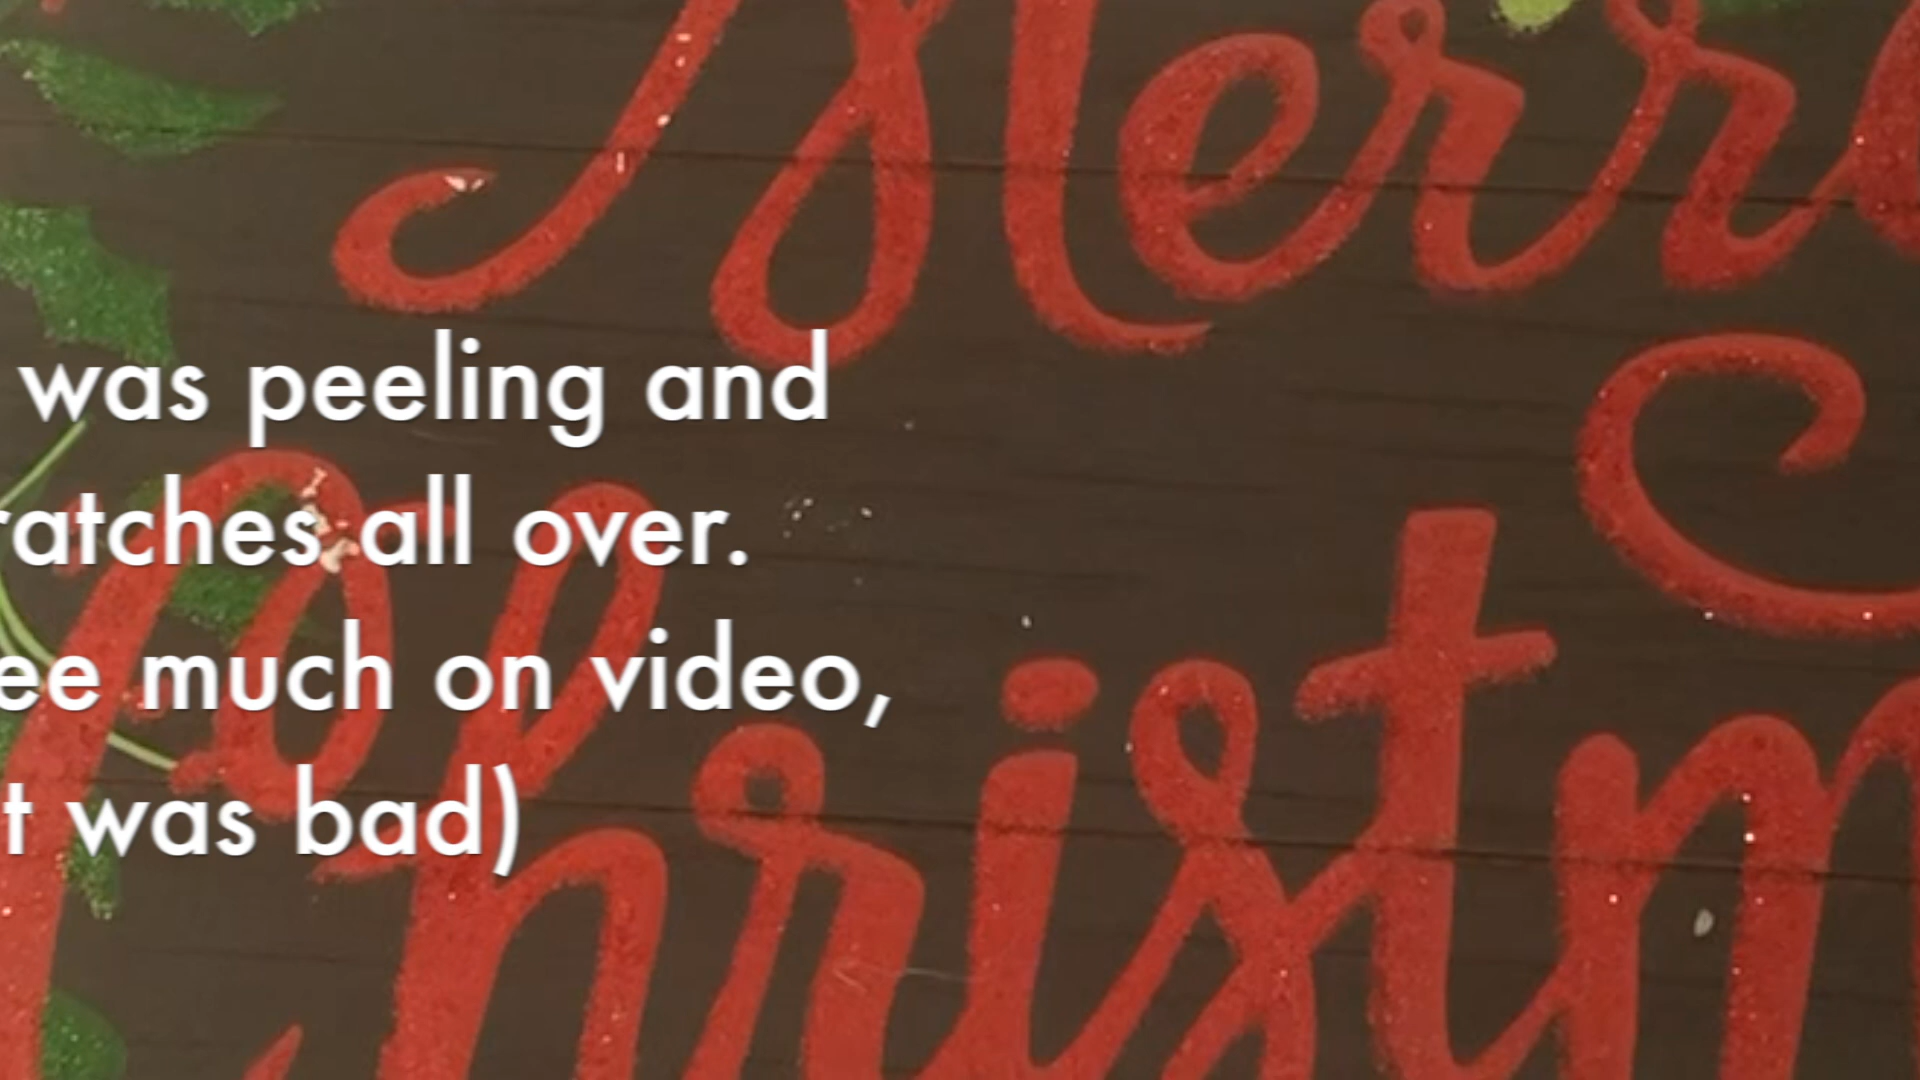 Merr
was peeling and
ratches all over.
ee much on video,
t was bad)
Christm